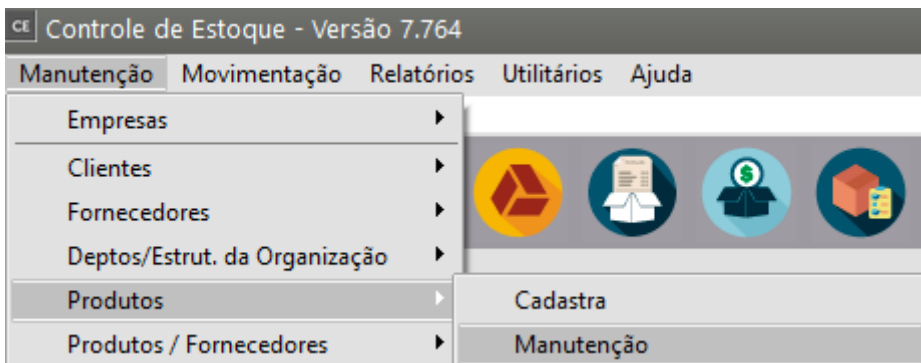 CE Controle de Estoque - Versão 7.764
Manutenção Movimentação Relatórios Utilitários Ajuda
Empresas
Clientes
Fornecedores
Deptos/Estrut. da Organização
Produtos Cadastra
Produtos / Fornecedores Manutenção